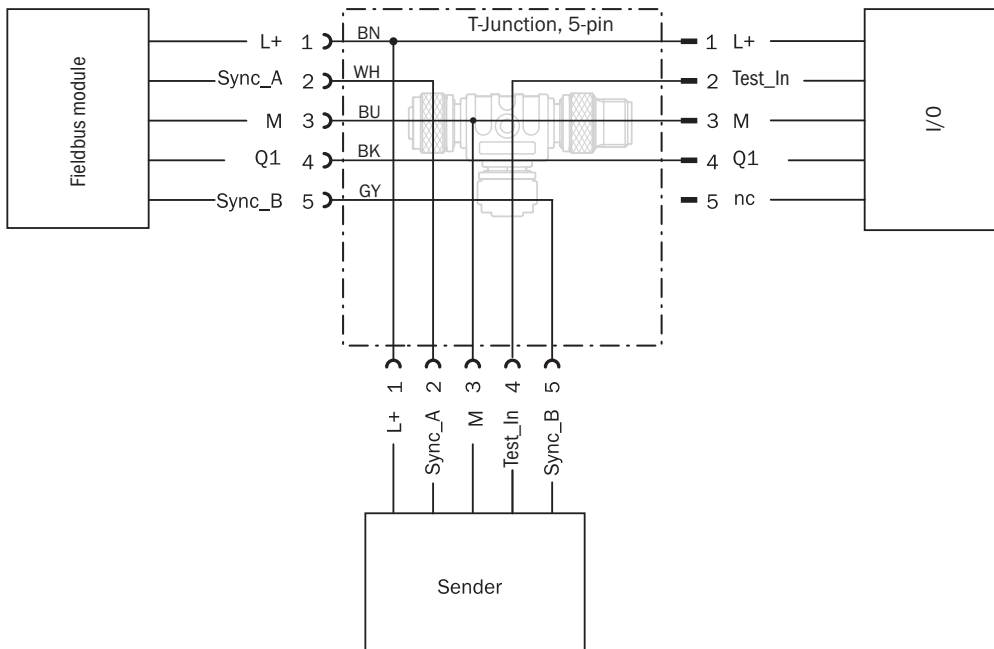 T-Junction, 5-pin
Fieldbus module
L+ 1 BN
Sync_A 2 WH
M 3 BU
Q1 4 BK
Sync_B 5 GY
1 L+
2 Test_In
3 M
4 Q1
5 nc
I/O
1 L+
2 Sync_A
3 M
4 Test_In
5 Sync_B
Sender